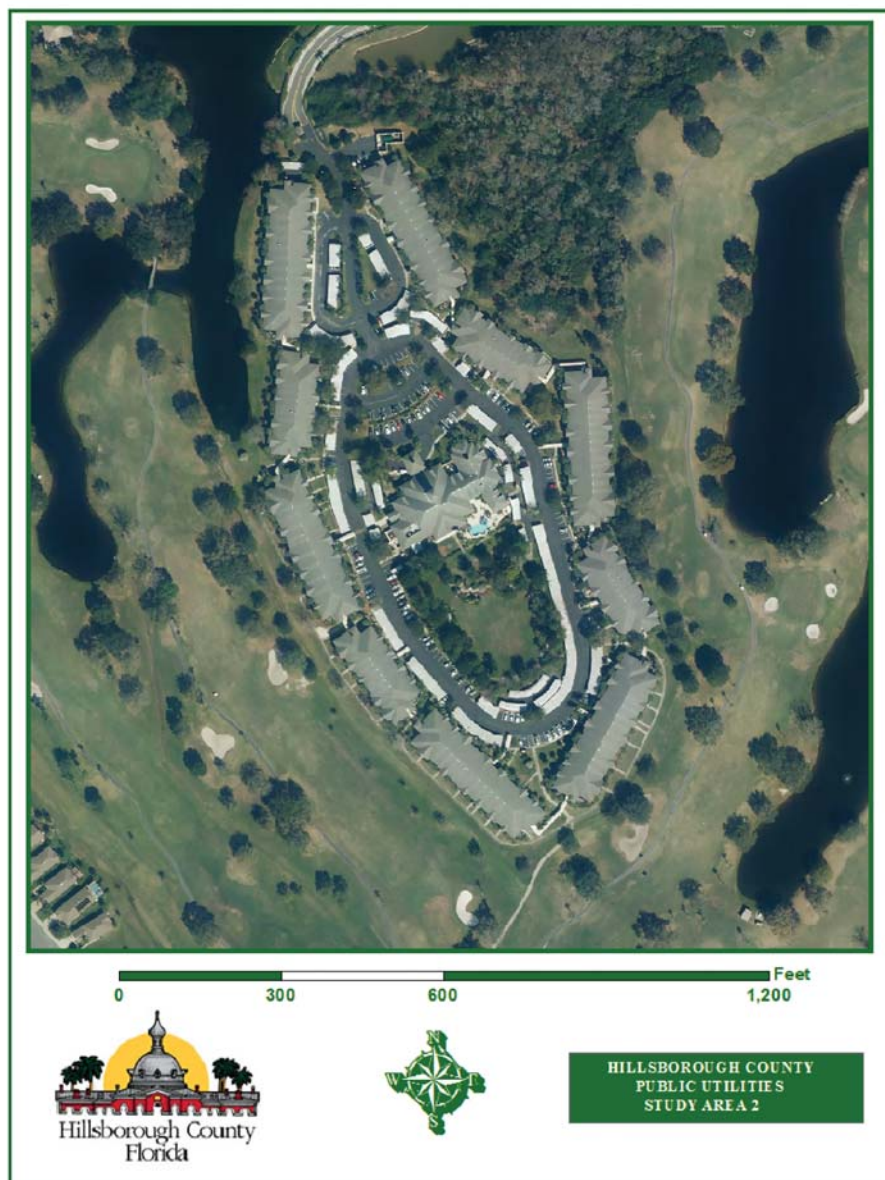 Feet
0 300 600 1,200
Hillsborough County
Florida
N
W E
S
HILLSBOROUGH COUNTY
PUBLIC UTILITIES
STUDY AREA 2